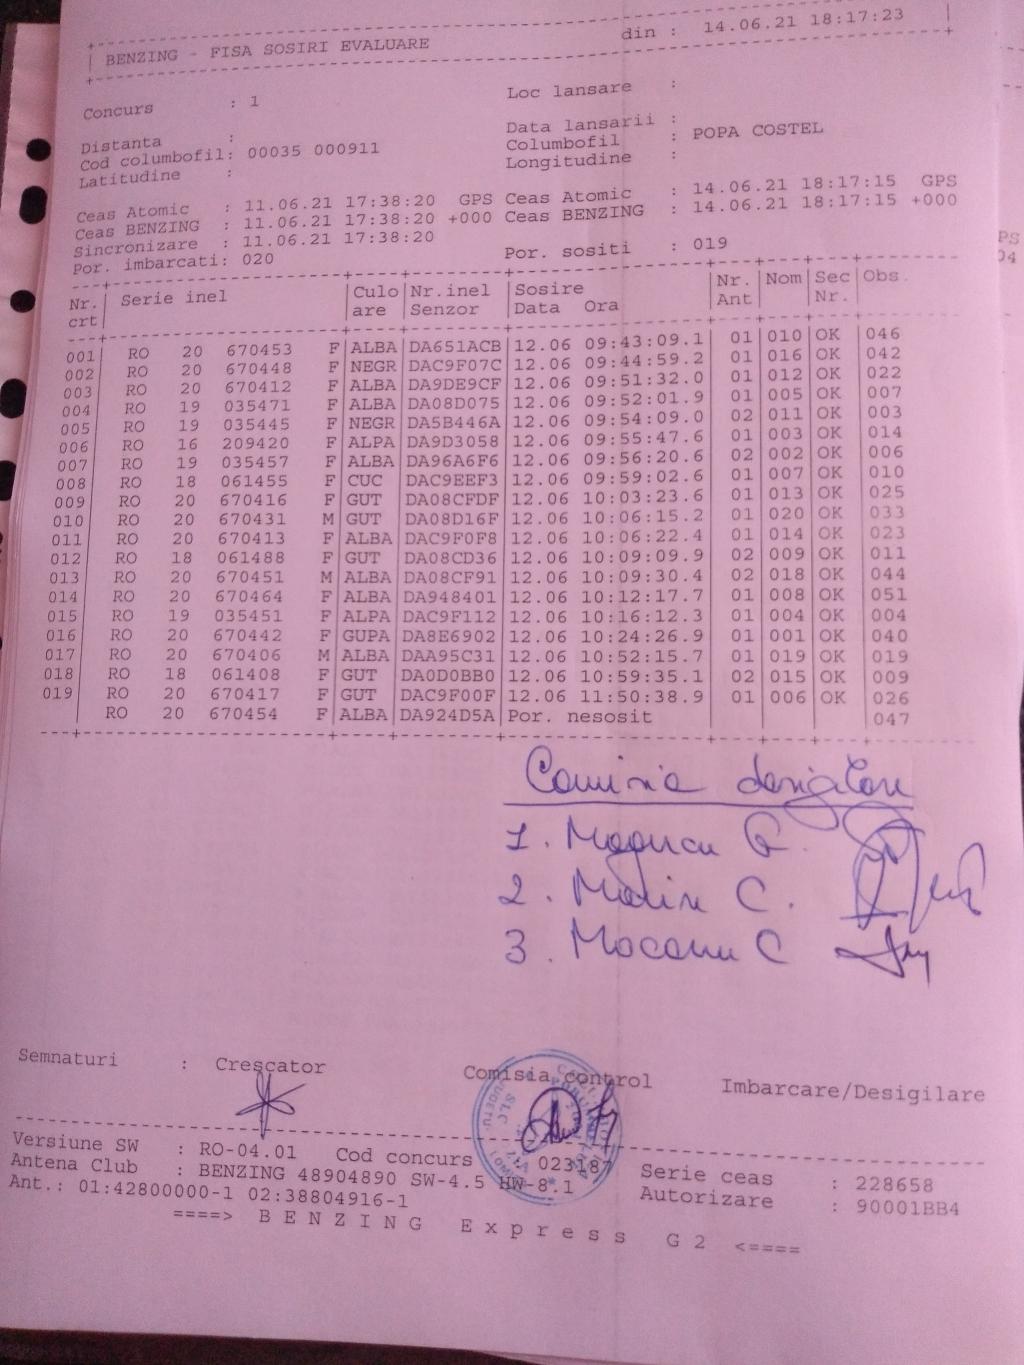 BENZING - FISA SOSIRI EVALUARE din : 14.06.21 18:17:23
Concurs : 1 Loc lansare :
Distanta : Data lansarii :
Cod columbofil: 00035 000911 Columbofil : POPA COSTEL
Latitudine : Longitudine :
Ceas Atomic : 11.06.21 17:38:20 GPS Ceas Atomic : 14.06.21 18:17:15 GPS
Ceas BENZING : 11.06.21 17:38:20 +000 Ceas BENZING : 14.06.21 18:17:15 +000
Sincronizare : 11.06.21 17:38:20
Por. imbarcati: 020 Por. sositi : 019
Nr. Serie inel Culo Nr.inel Sosire Nr. Nom Sec Obs.
crt are Senzor Data Ora Ant Nr.
001 RO 20 670453 F ALBA DA651ACB 12.06 09:43:09.1 01 010 OK 046
002 RO 20 670448 F NEGR DAC9F07C 12.06 09:44:59.2 01 016 OK 042
003 RO 20 670412 F ALBA DA9DE9CF 12.06 09:51:32.0 01 012 OK 022
004 RO 19 035471 F ALBA DA08D075 12.06 09:52:01.9 01 005 OK 007
005 RO 19 035445 F NEGR DA5B446A 12.06 09:54:09.0 02 011 OK 003
006 RO 16 209420 F ALPA DA9D3058 12.06 09:55:47.6 01 003 OK 014
007 RO 19 035457 F ALBA DA96A6F6 12.06 09:56:20.6 02 002 OK 006
008 RO 18 061455 F CUC DAC9EEF3 12.06 09:59:02.6 01 007 OK 010
009 RO 20 670416 F GUT DA08CFDF 12.06 10:03:23.6 01 013 OK 025
010 RO 20 670431 M GUT DA08D16F 12.06 10:06:15.2 01 020 OK 033
011 RO 20 670413 F ALBA DAC9F0F8 12.06 10:06:22.4 01 014 OK 023
012 RO 18 061488 F GUT DA08CD36 12.06 10:09:09.9 02 009 OK 011
013 RO 20 670451 M ALBA DA08CF91 12.06 10:09:30.4 02 018 OK 044
014 RO 20 670464 F ALBA DA948401 12.06 10:12:17.7 01 008 OK 051
015 RO 19 035451 F ALPA DAC9F112 12.06 10:16:12.3 01 004 OK 004
016 RO 20 670442 F GUPA DA8E6902 12.06 10:24:26.9 01 001 OK 040
017 RO 20 670406 M ALBA DAA95C31 12.06 10:52:15.7 01 019 OK 019
018 RO 18 061408 F GUT DA0D0BB0 12.06 10:59:35.1 02 015 OK 009
019 RO 20 670417 F GUT DAC9F00F 12.06 11:50:38.9 01 006 OK 026
RO 20 670454 F ALBA DA924D5A Por. nesosit 047
Comisia
1. G.
2. Marin C.
3. Mocanu C
Semnaturi : Crescator Comisia control Imbarcare/Desigilare
Versiune SW : RO-04.01 Cod concurs 023187 Serie ceas : 228658
Antena Club : BENZING 48904890 SW-4.5 HW-8.1 Autorizare : 90001BB4
Ant.: 01:42800000-1 02:38804916-1
====> BENZING Express G2 <====